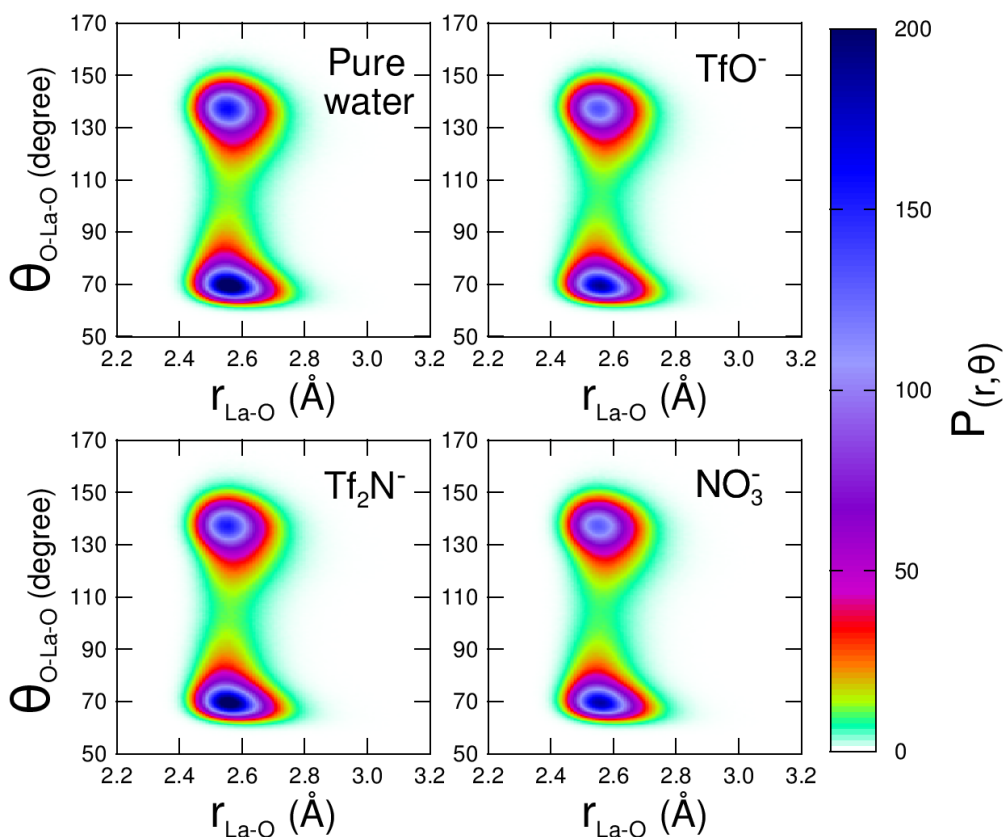 170
150
130
110
90
70
50
2.2 2.4 2.6 2.8 3.0 3.2
θO-La-O (degree)
rLa-O (Å)
Pure
water
170
150
130
110
90
70
50
2.2 2.4 2.6 2.8 3.0 3.2
rLa-O (Å)
TfO-
170
150
130
110
90
70
50
2.2 2.4 2.6 2.8 3.0 3.2
θO-La-O (degree)
rLa-O (Å)
Tf2N-
170
150
130
110
90
70
50
2.2 2.4 2.6 2.8 3.0 3.2
rLa-O (Å)
NO3-
200
150
100
50
0
P(r,θ)